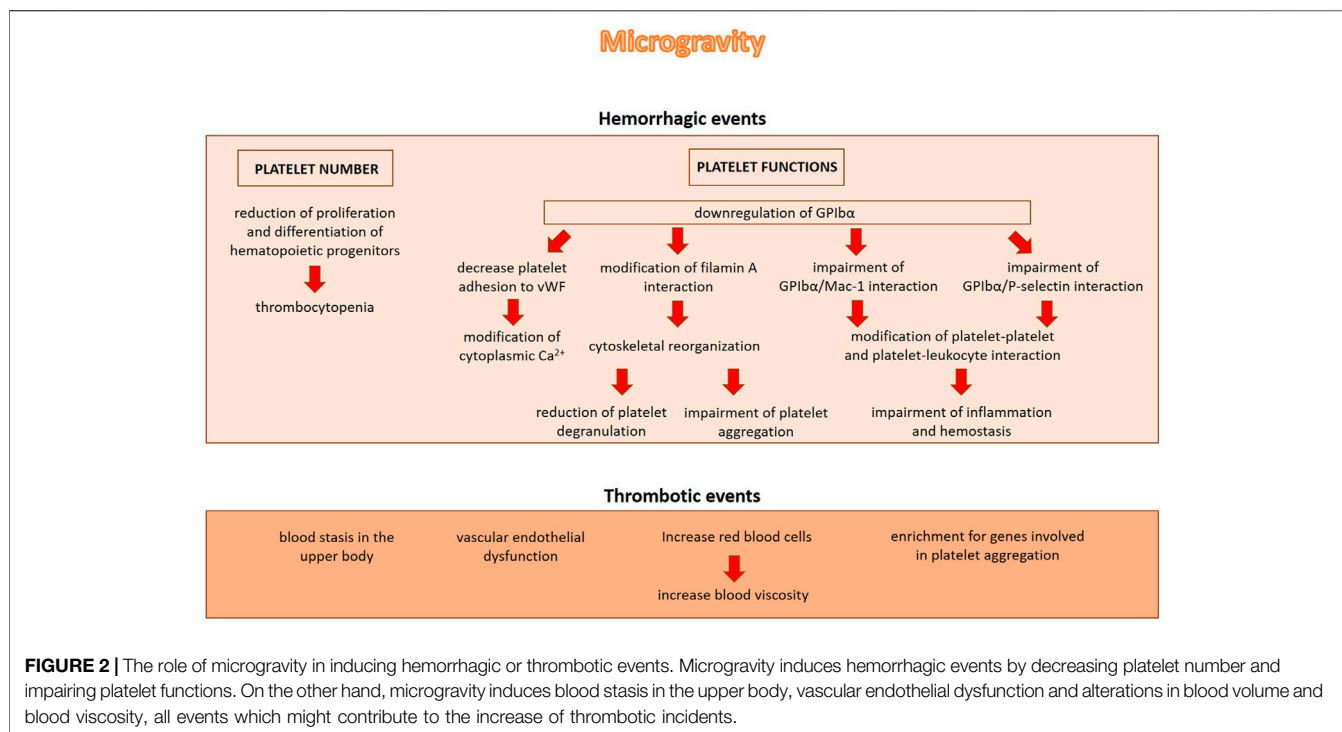 Microgravity
Hemorrhagic events
PLATELET NUMBER
reduction of proliferation
and differentiation of
hematopoietic progenitors
thrombocytopenia
PLATELET FUNCTIONS
downregulation of GPIbα
decrease platelet
adhesion to vWF
modification of
cytoplasmic Ca²⁺
modification of filamin A
interaction
cytoskeletal reorganization
reduction of platelet
degranulation
impairment of platelet
aggregation
impairment of
GPIbα/Mac-1 interaction
impairment of
GPIbα/P-selectin interaction
modification of platelet-platelet
and platelet-leukocyte interaction
impairment of inflammation
and hemostasis
Thrombotic events
blood stasis in the
upper body
vascular endothelial
dysfunction
Increase red blood cells
increase blood viscosity
enrichment for genes involved
in platelet aggregation
FIGURE 2 | The role of microgravity in inducing hemorrhagic or thrombotic events. Microgravity induces hemorrhagic events by decreasing platelet number and
impairing platelet functions. On the other hand, microgravity induces blood stasis in the upper body, vascular endothelial dysfunction and alterations in blood volume and
blood viscosity, all events which might contribute to the increase of thrombotic incidents.